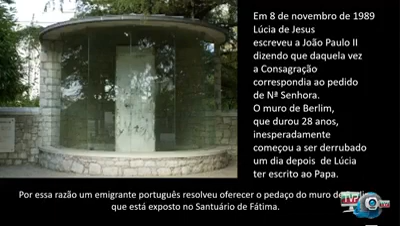 Em 8 de novembro de 1989
Lúcia de Jesus
escreveu a João Paulo II
dizendo que daquela vez
a Consagração
correspondia ao pedido
de Nª Senhora.
O muro de Berlim,
que durou 28 anos,
inesperadamente
começou a ser derrubado
um dia depois de Lúcia
ter escrito ao Papa.
Por essa razão um emigrante português resolveu oferecer o pedaço do muro de
que está exposto no Santuário de Fátima.